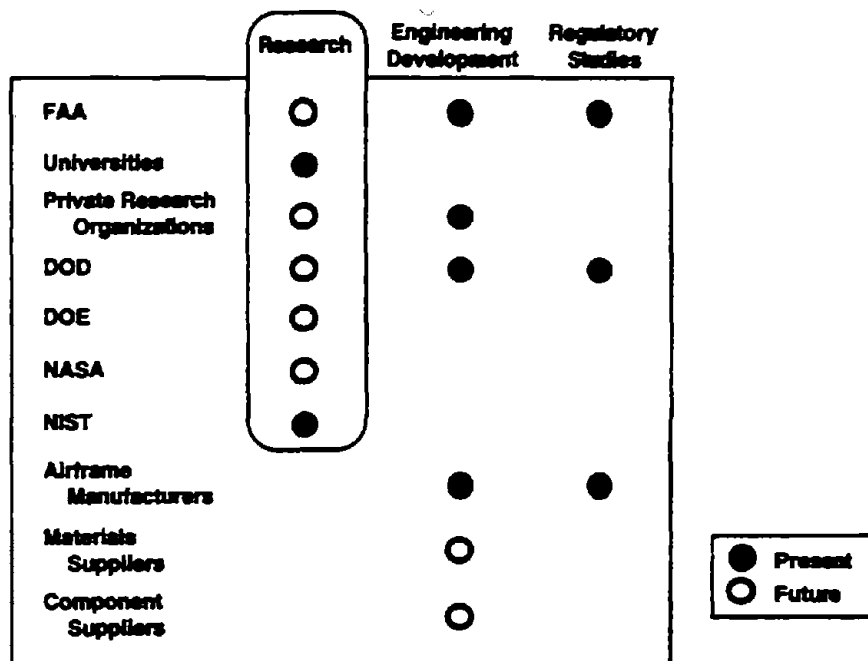 Research
Engineering
Development
Regulatory
Studies
FAA
Universities
Private Research
Organizations
DOD
DOE
NASA
NIST
Airframe
Manufacturers
Materials
Suppliers
Component
Suppliers
Present
Future